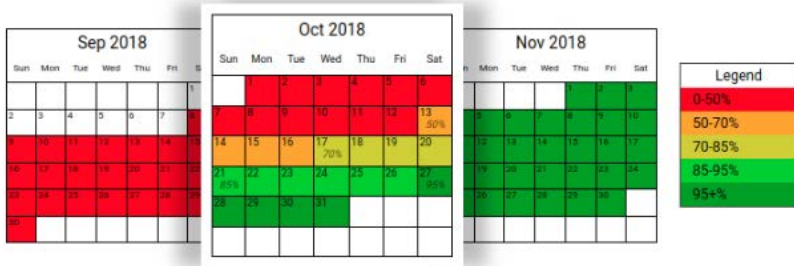 Sep 2018
Sun Mon Tue Wed Thu Fri
1
2 3 4 5 6 7 8
9 10 11 12 13 14 15
16 17 18 19 20 21 22
23 24 25 26 27 28 29
30
Oct 2018
Sun Mon Tue Wed Thu Fri Sat
1 2 3 4 5 6
7 8 9 10 11 12 13
50%
14 15 16 17 18 19 20
70%
21 22 23 24 25 26 27
85% 95%
28 29 30 31
Nov 2018
Mon Tue Wed Thu Fri Sat
1 2 3
5 6 7 8 9 10
12 13 14 15 16 17
19 20 21 22 23 24
26 27 28 29 30
Legend
0-50%
50-70%
70-85%
85-95%
95+%